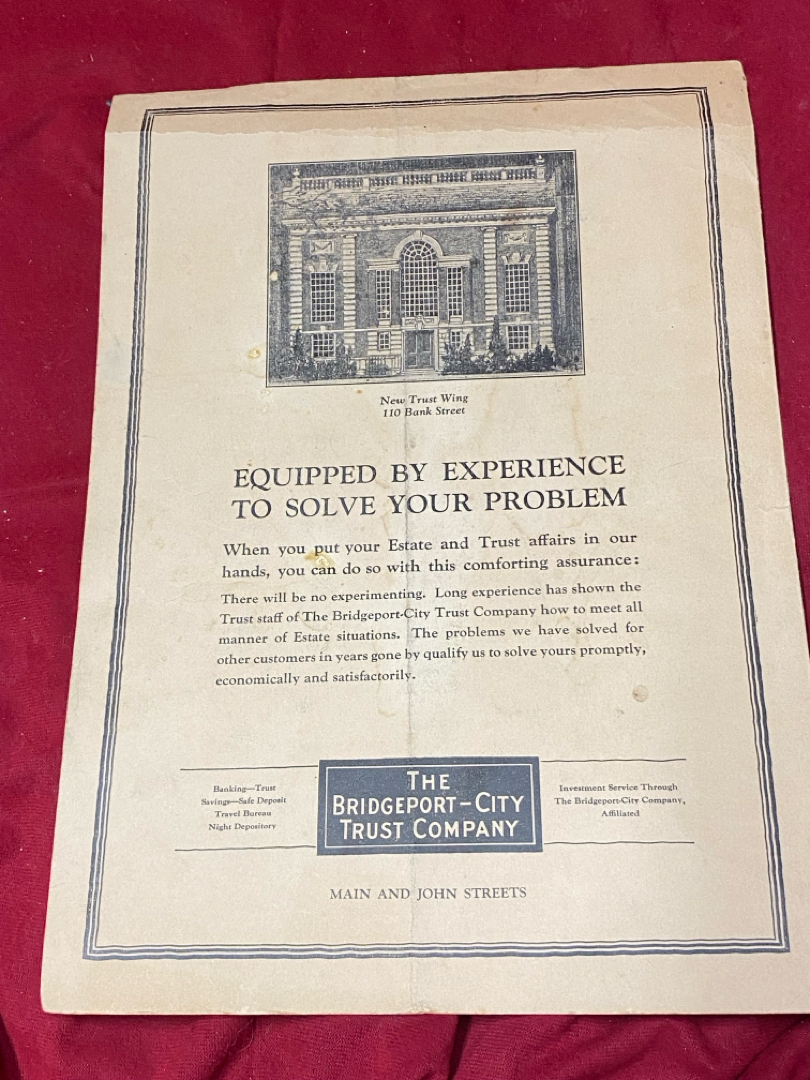 New Trust Wing
110 Bank Street
EQUIPPED BY EXPERIENCE
TO SOLVE YOUR PROBLEM
When you put your Estate and Trust affairs in our
hands, you can do so with this comforting assurance:
There will be no experimenting. Long experience has shown the
Trust staff of The Bridgeport-City Trust Company how to meet all
manner of Estate situations. The problems we have solved for
other customers in years gone by qualify us to solve yours promptly,
economically and satisfactorily.
Banking—Trust
Savings—Safe Deposit
Travel Bureau
Night Depository
THE
BRIDGEPORT-CITY
TRUST COMPANY
Investment Service Through
The Bridgeport-City Company,
Affiliated
MAIN AND JOHN STREETS